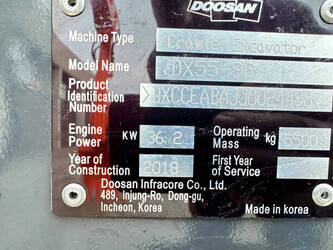 DOOSAN
Machine Type Crawler Excavator
Model Name
Product
Identification
Number
Engine
Power KW 36.2 Operating
Mass kg 5500
Year of
Construction 2018 First Year
of Service
Doosan Infracore Co., Ltd.
489, Injung-Ro, Dong-gu,
Incheon, Korea
Made in korea